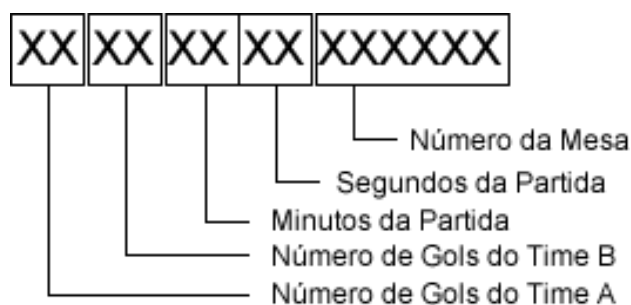 XX XX XX XX XXXXXX
Número da Mesa
Segundos da Partida
Minutos da Partida
Número de Gols do Time B
Número de Gols do Time A